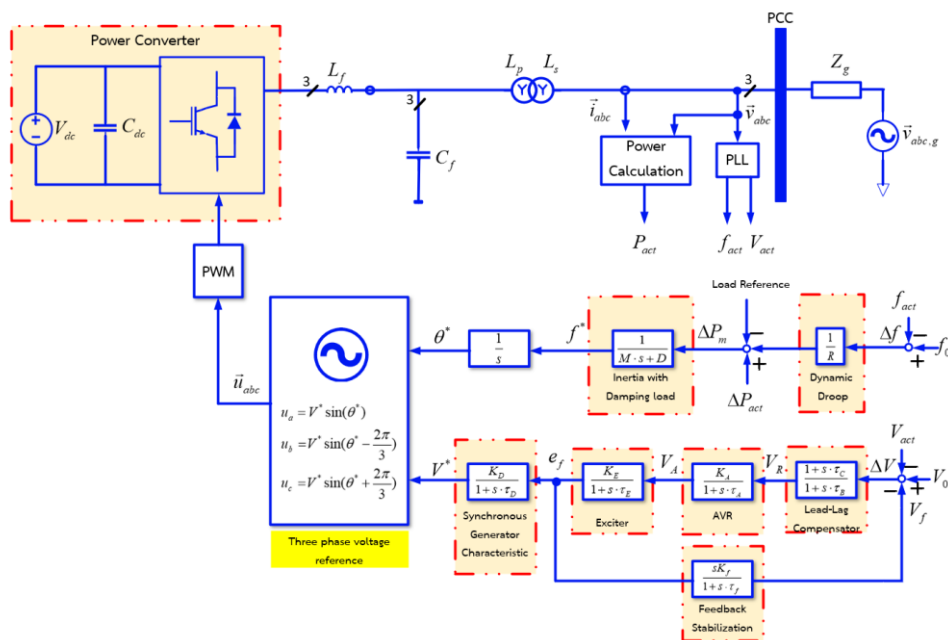 Power Converter
V_dc
C_dc
3
L_f
3
C_f
L_p
L_s
Y Y
i⃗_abc
v⃗_abc
3
PCC
Z_g
v⃗_abc,g
Power
Calculation
PLL
P_act
f_act
V_act
PWM
u⃗_abc
u_a = V* sin(θ*)
u_b = V* sin(θ* − 2π/3)
u_c = V* sin(θ* + 2π/3)
Three phase voltage
reference
θ*
1/s
f*
1/(M·s+D)
Inertia with
Damping load
ΔP_m
Load Reference
−
−
+
ΔP_act
1/R
Dynamic
Droop
Δf
f_act
−
+
f_0
V*
K_D/(1+s·τ_D)
Synchronous
Generator
Characteristic
e_f
K_E/(1+s·τ_E)
Exciter
V_A
K_A/(1+s·τ_A)
AVR
V_R
(1+s·τ_C)/(1+s·τ_B)
Lead-Lag
Compensator
ΔV
V_act
−
+
−
V_0
V_f
sK_f/(1+s·τ_f)
Feedback
Stabilization